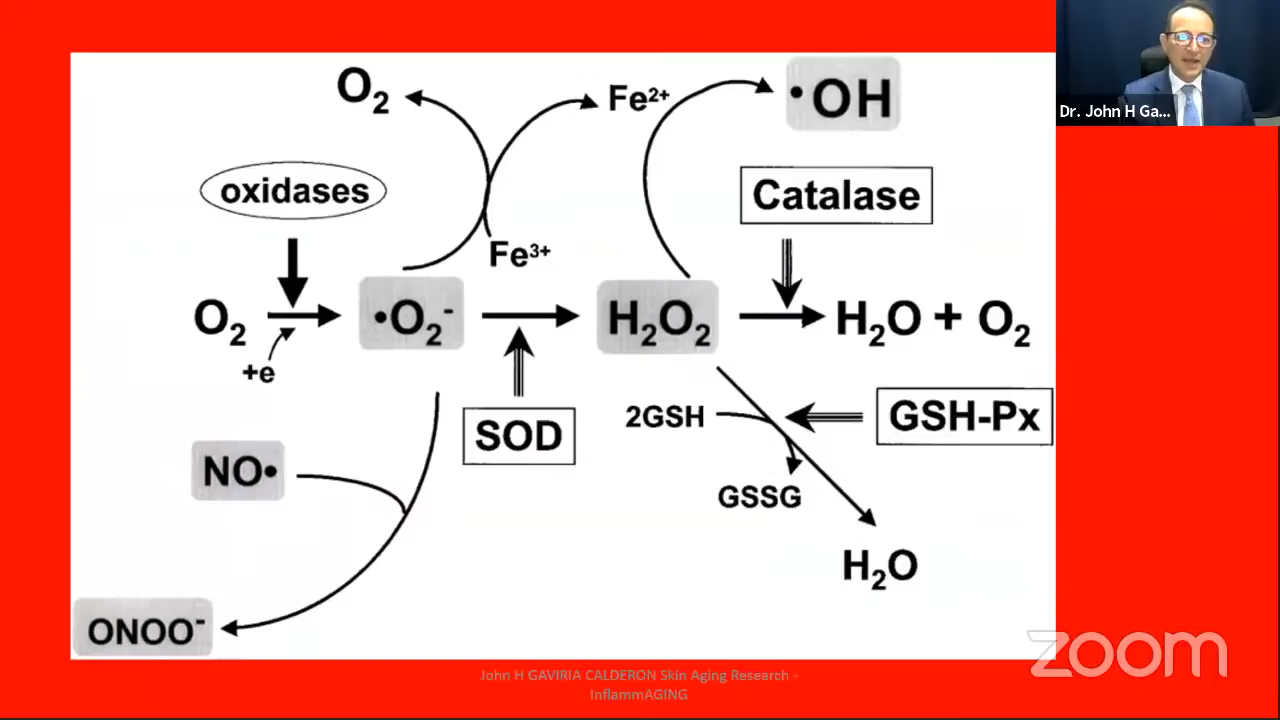 O₂
Fe²⁺
•OH
Dr. John H Ga...
oxidases
Catalase
Fe³⁺
O₂
•O₂⁻
H₂O₂
H₂O + O₂
+e
SOD
2GSH
GSH-Px
NO•
GSSG
H₂O
ONOO⁻
zoom
John H GAVIRIA CALDERON Skin Aging Research -
InflammAGING